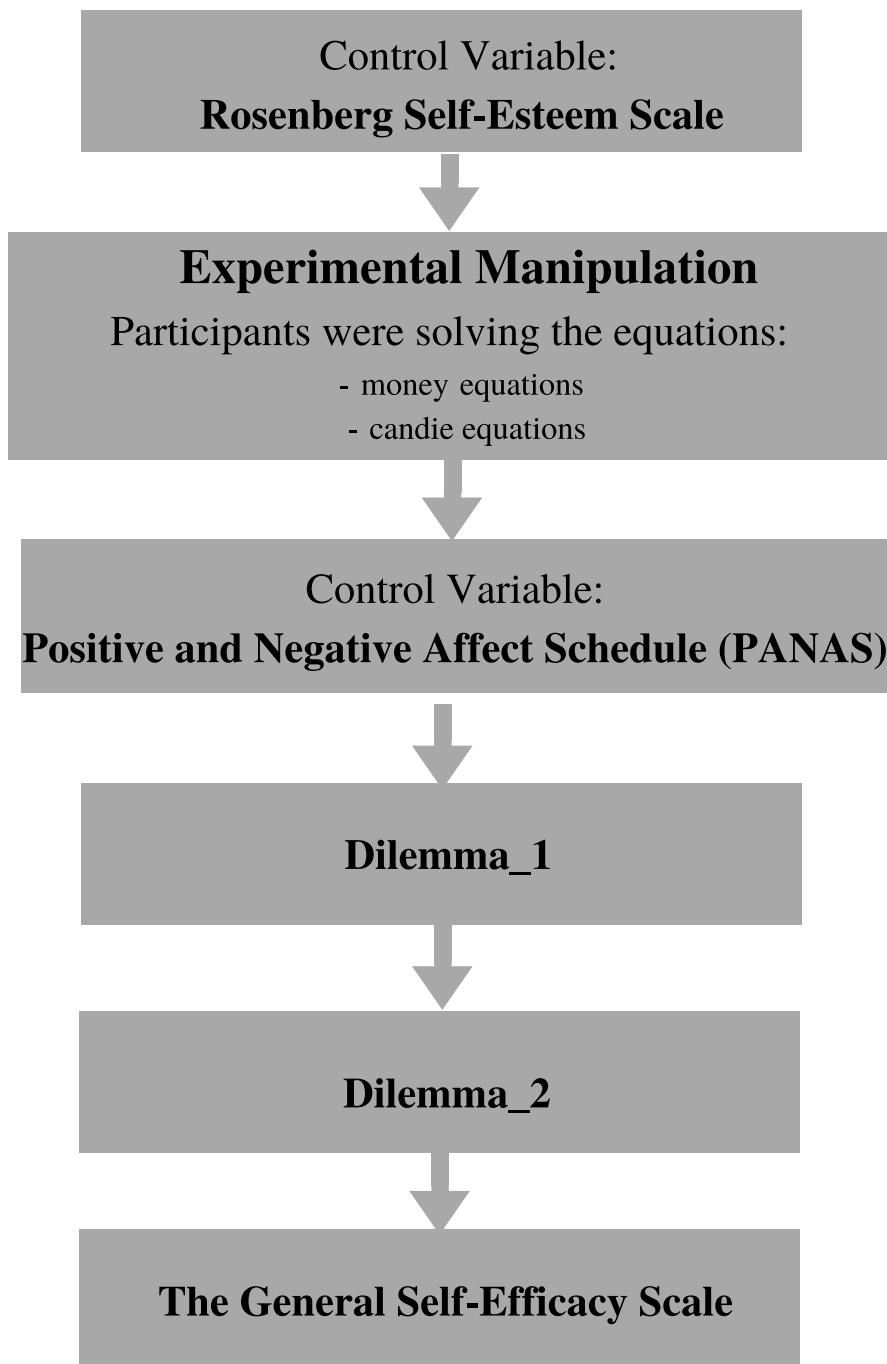 Control Variable:
Rosenberg Self-Esteem Scale
Experimental Manipulation
Participants were solving the equations:
- money equations
- candie equations
Control Variable:
Positive and Negative Affect Schedule (PANAS)
Dilemma_1
Dilemma_2
The General Self-Efficacy Scale